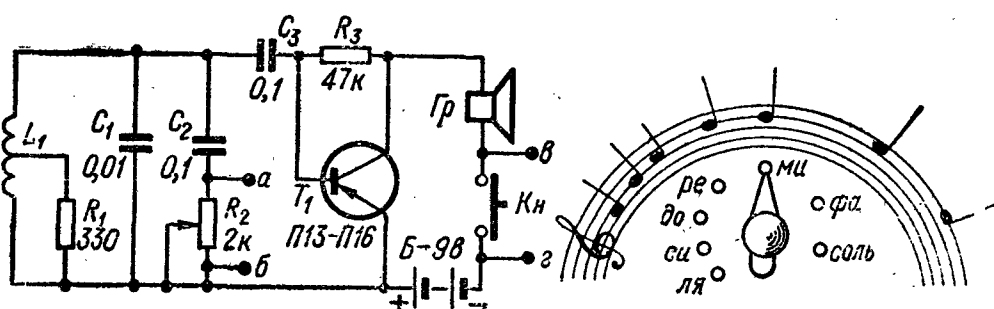 L₁
C₁
0,01
C₂
0,1
C₃
0,1
R₃
47к
R₁
330
а
R₂
2к
б
T₁
П13-П16
Гр
в
Кн
г
Б-9В
+
-
ми
ре
фа
до
си
соль
ля